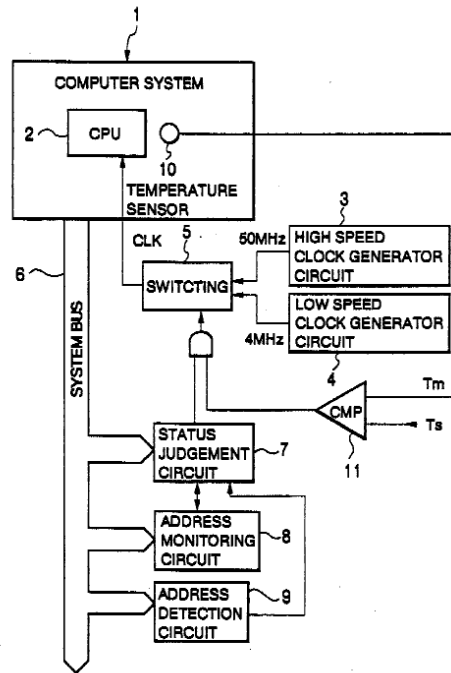 1
COMPUTER SYSTEM
2
CPU
10
TEMPERATURE
SENSOR
CLK
5
SWITCTING
50MHz
3
HIGH SPEED
CLOCK GENERATOR
CIRCUIT
4MHz
LOW SPEED
CLOCK GENERATOR
CIRCUIT
4
6
SYSTEM BUS
CMP
11
Tm
Ts
STATUS
JUDGEMENT
CIRCUIT
7
ADDRESS
MONITORING
CIRCUIT
8
ADDRESS
DETECTION
CIRCUIT
9